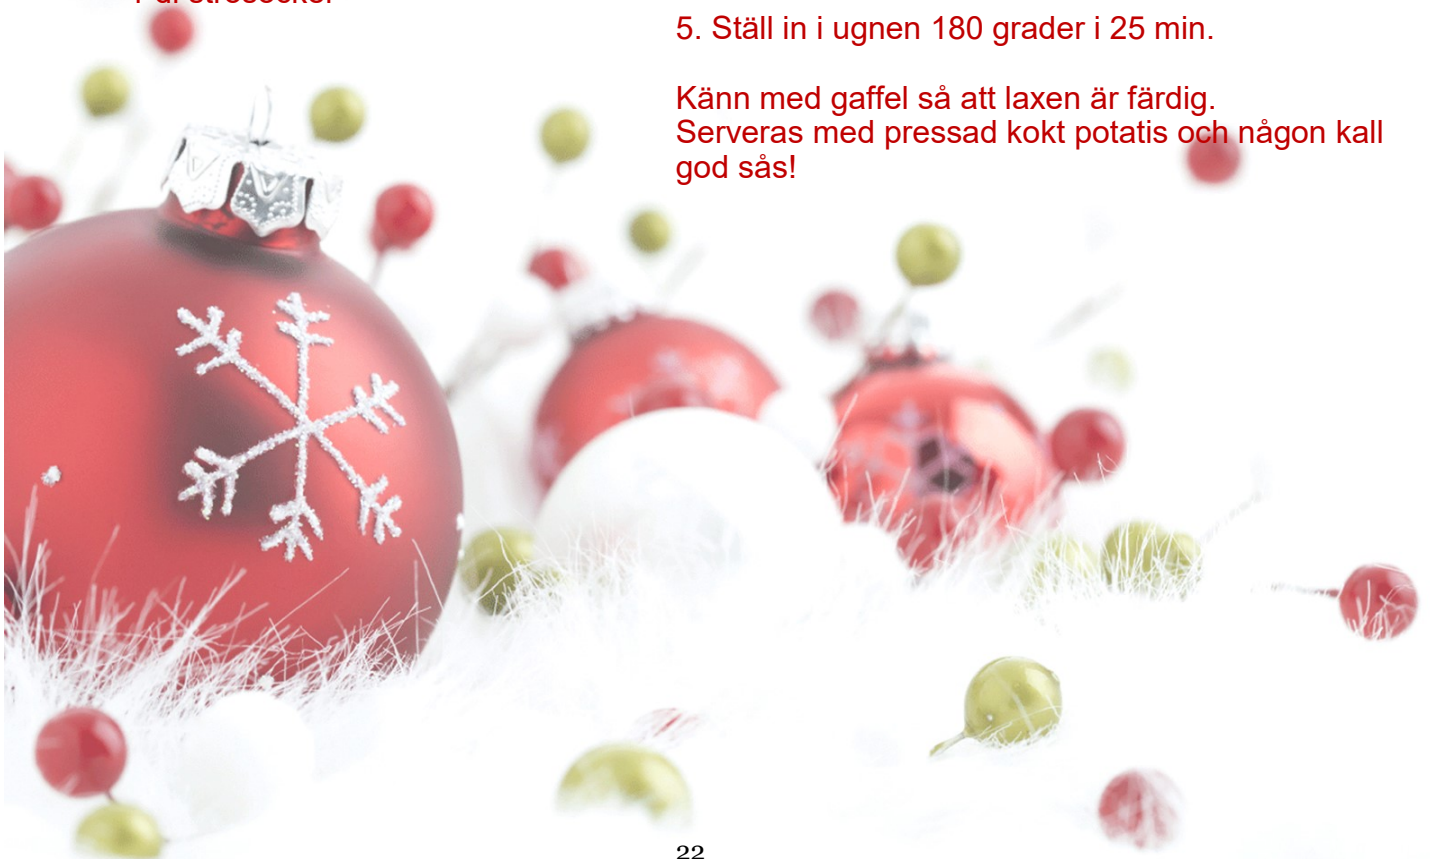 5. Ställ in i ugnen 180 grader i 25 min.
Känn med gaffel så att laxen är färdig.
Serveras med pressad kokt potatis och någon kall
god sås!
22